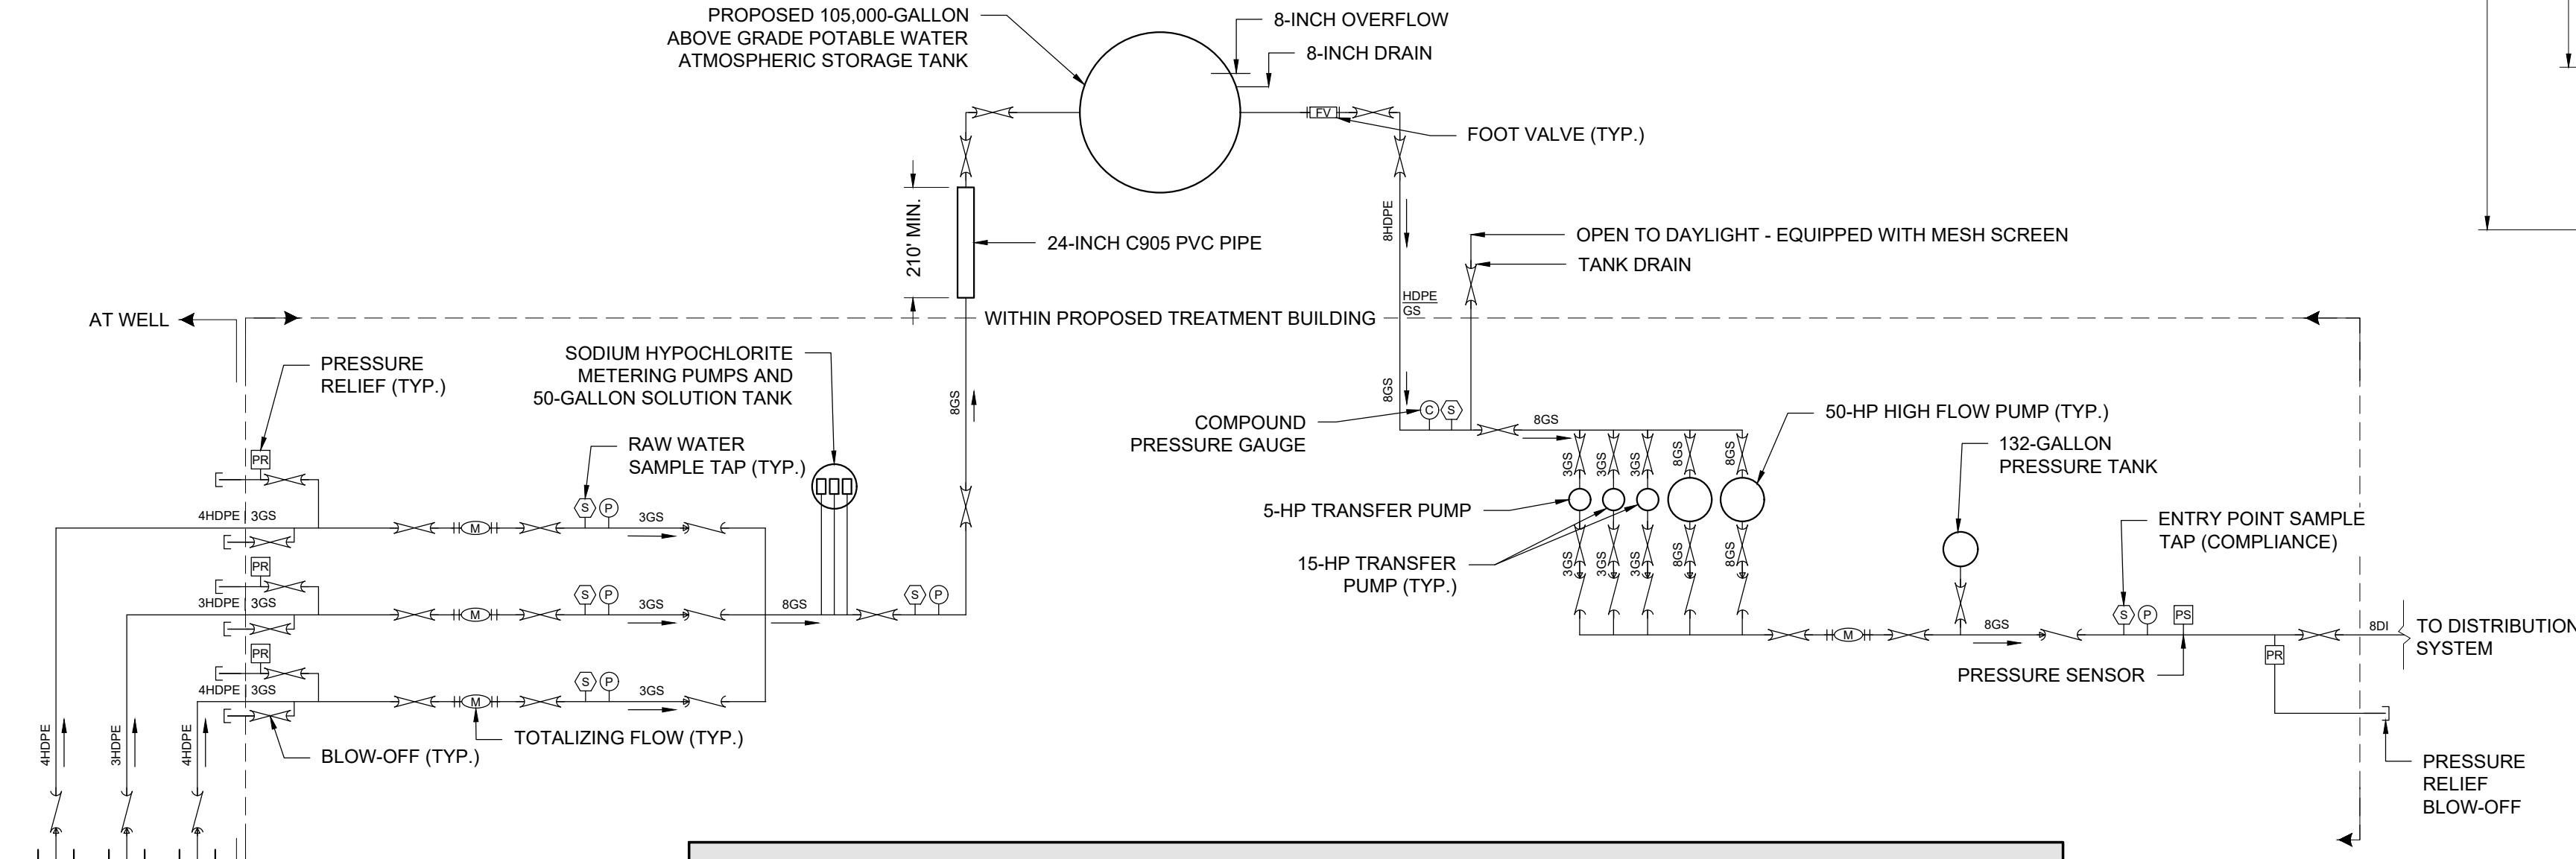 PROPOSED 105,000-GALLON
ABOVE GRADE POTABLE WATER
ATMOSPHERIC STORAGE TANK
8-INCH OVERFLOW
8-INCH DRAIN
FV
FOOT VALVE (TYP.)
210' MIN.
24-INCH C905 PVC PIPE
8HDPE
OPEN TO DAYLIGHT - EQUIPPED WITH MESH SCREEN
TANK DRAIN
HDPE
GS
AT WELL
WITHIN PROPOSED TREATMENT BUILDING
PRESSURE
RELIEF (TYP.)
SODIUM HYPOCHLORITE
METERING PUMPS AND
50-GALLON SOLUTION TANK
8GS
8GS
C
S
COMPOUND
PRESSURE GAUGE
8GS
50-HP HIGH FLOW PUMP (TYP.)
RAW WATER
SAMPLE TAP (TYP.)
132-GALLON
PRESSURE TANK
PR
3GS
3GS
3GS
8GS
8GS
5-HP TRANSFER PUMP
15-HP TRANSFER
PUMP (TYP.)
3GS
3GS
3GS
8GS
8GS
ENTRY POINT SAMPLE
TAP (COMPLIANCE)
4HDPE
3GS
M
S
P
3GS
PR
3HDPE
3GS
M
S
P
3GS
8GS
S
P
PR
4HDPE
3GS
M
S
P
3GS
M
8GS
S
P
PS
PR
8DI
TO DISTRIBUTION
SYSTEM
PRESSURE SENSOR
4HDPE
3HDPE
4HDPE
BLOW-OFF (TYP.)
TOTALIZING FLOW (TYP.)
PRESSURE
RELIEF
BLOW-OFF